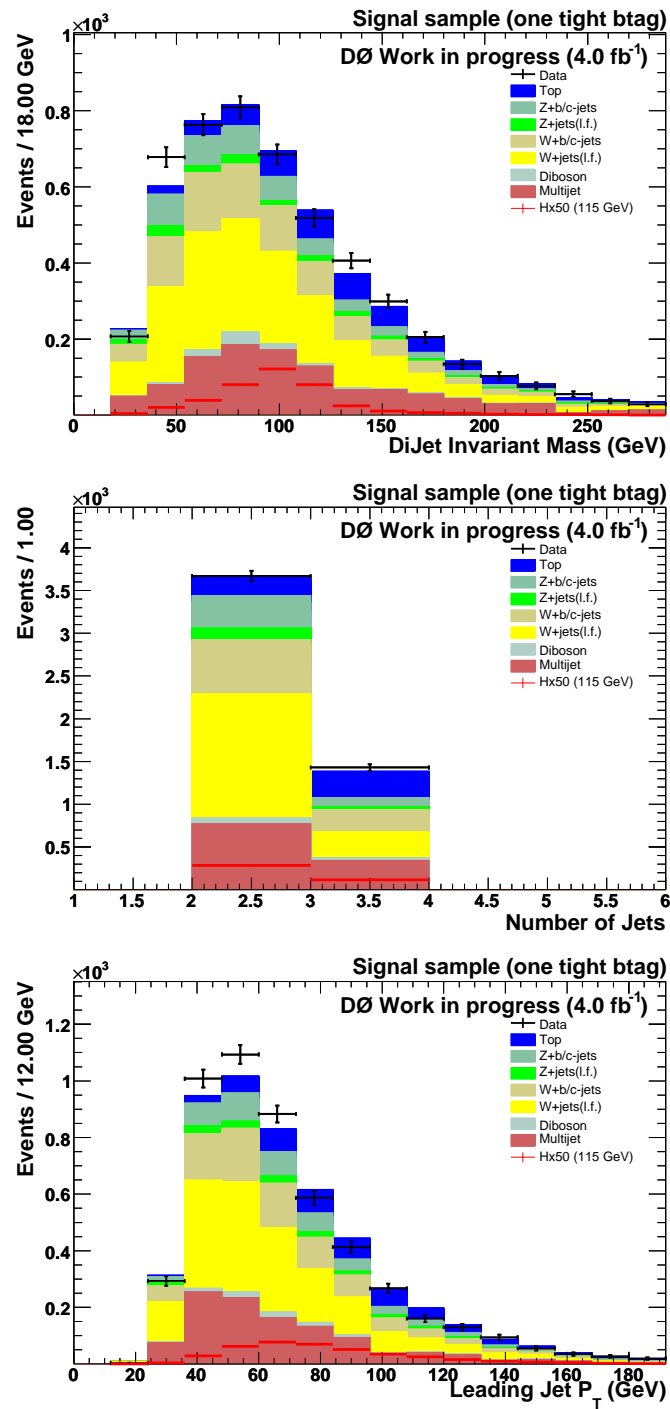 Signal sample (one tight btag)
×10³
DØ Work in progress (4.0 fb⁻¹)
Events / 18.00 GeV
1
0.8
0.6
0.4
0.2
0
Data
Top
Z+b/c-jets
Z+jets(l.f.)
W+b/c-jets
W+jets(l.f.)
Diboson
Multijet
Hx50 (115 GeV)
50 100 150 200 250
DiJet Invariant Mass (GeV)
Signal sample (one tight btag)
×10³
DØ Work in progress (4.0 fb⁻¹)
Events / 1.00
4
3.5
3
2.5
2
1.5
1
0.5
Data
Top
Z+b/c-jets
Z+jets(l.f.)
W+b/c-jets
W+jets(l.f.)
Diboson
Multijet
Hx50 (115 GeV)
1 1.5 2 2.5 3 3.5 4 4.5 5 5.5 6
Number of Jets
Signal sample (one tight btag)
×10³
DØ Work in progress (4.0 fb⁻¹)
Events / 12.00 GeV
1.2
1
0.8
0.6
0.4
0.2
0
Data
Top
Z+b/c-jets
Z+jets(l.f.)
W+b/c-jets
W+jets(l.f.)
Diboson
Multijet
Hx50 (115 GeV)
0 20 40 60 80 100 120 140 160 180
Leading Jet P_T (GeV)